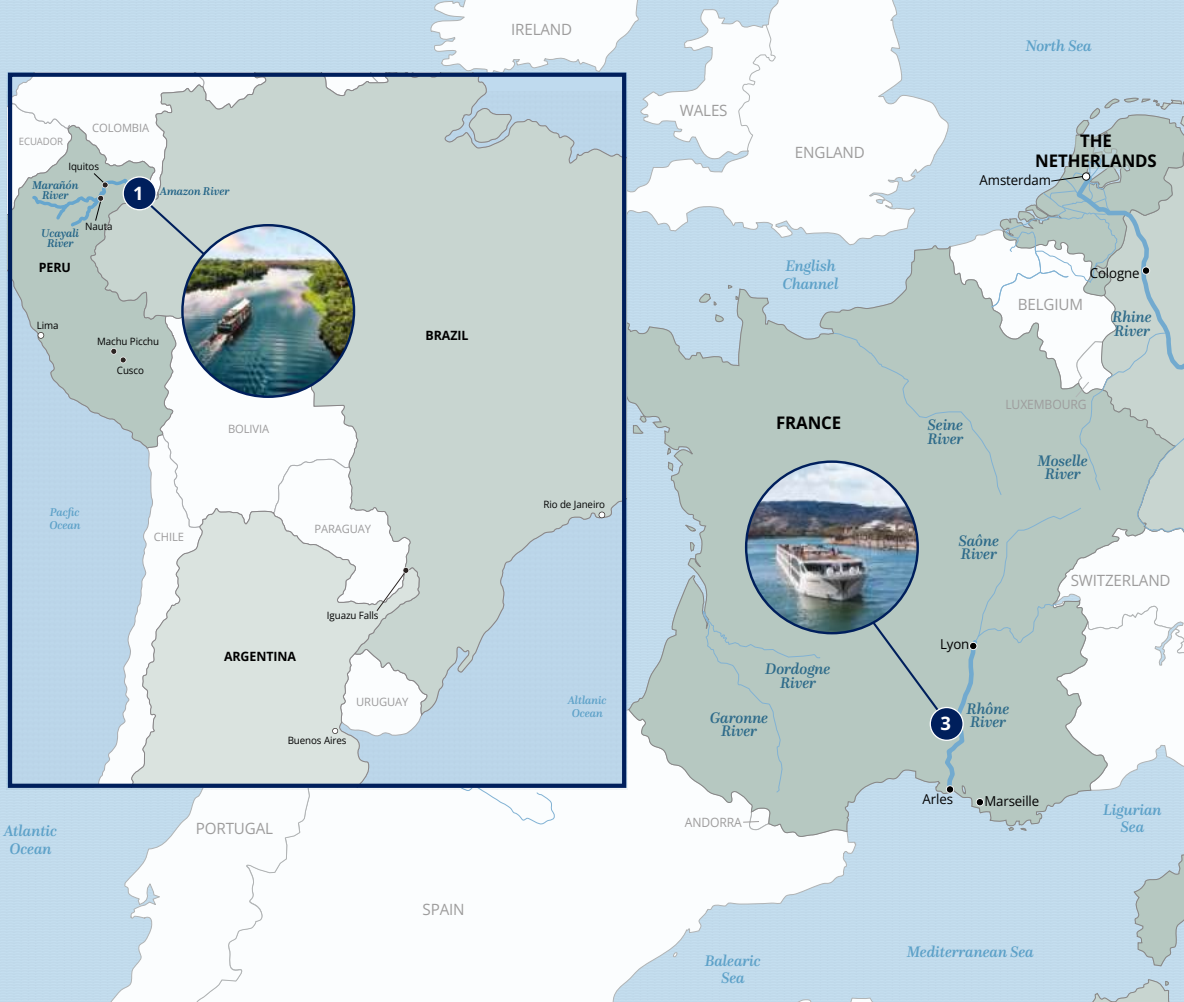 IRELAND
North Sea
WALES
ENGLAND
THE
NETHERLANDS
Amsterdam
English
Channel
Cologne
BELGIUM
Rhine
River
LUXEMBOURG
FRANCE
Seine
River
Moselle
River
Saône
River
SWITZERLAND
Lyon
Dordogne
River
Garonne
River
Rhône
River
3
Arles
Marseille
ANDORRA
Ligurian
Sea
COLOMBIA
ECUADOR
Iquitos
Marañón
River
1
Amazon River
Nauta
Ucayali
River
PERU
Lima
Machu Picchu
Cusco
BRAZIL
BOLIVIA
Rio de Janeiro
Pacfic
Ocean
CHILE
PARAGUAY
Iguazu Falls
ARGENTINA
URUGUAY
Altlanic
Ocean
Buenos Aires
Atlantic
Ocean
PORTUGAL
SPAIN
Balearic
Sea
Mediterranean Sea